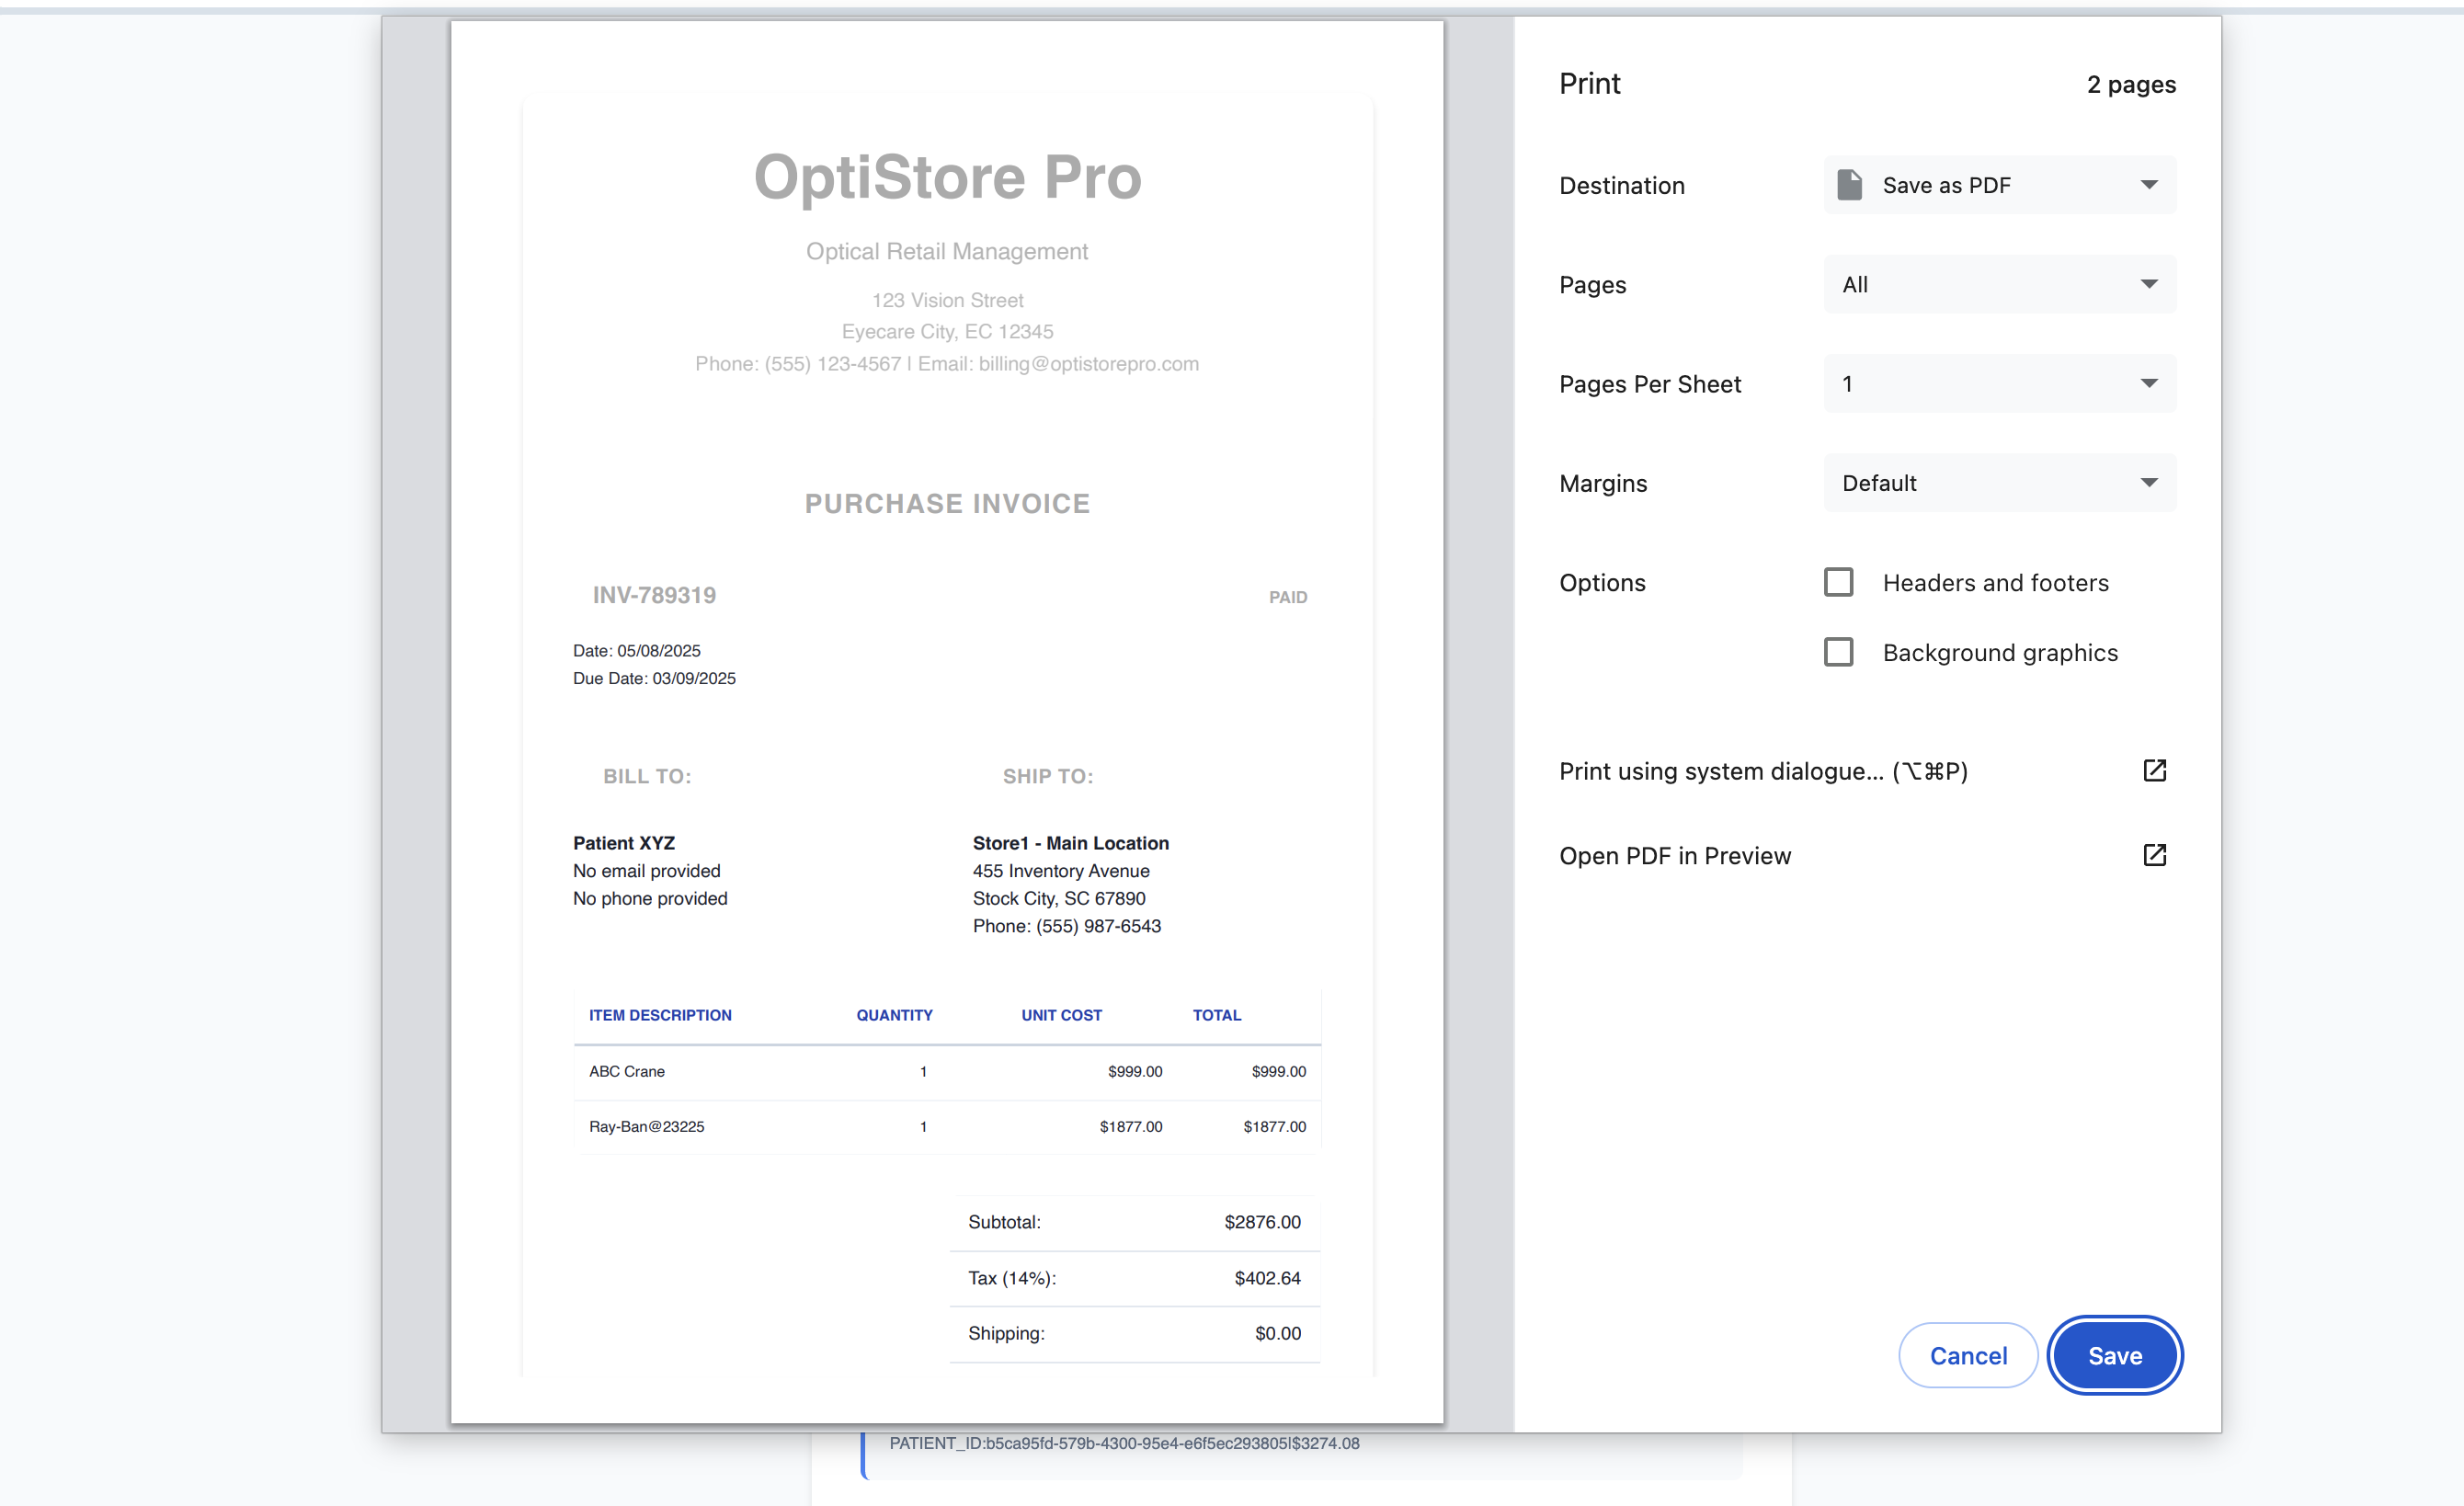 OptiStore Pro
Optical Retail Management
123 Vision Street
Eyecare City, EC 12345
Phone: (555) 123-4567 | Email: billing@optistorepro.com
PURCHASE INVOICE
INV-789319 PAID
Date: 05/08/2025
Due Date: 03/09/2025
BILL TO: SHIP TO:
Patient XYZ Store1 - Main Location
No email provided 455 Inventory Avenue
No phone provided Stock City, SC 67890
Phone: (555) 987-6543
ITEM DESCRIPTION QUANTITY UNIT COST TOTAL
ABC Crane 1 $999.00 $999.00
Ray-Ban@23225 1 $1877.00 $1877.00
Subtotal: $2876.00
Tax (14%): $402.64
Shipping: $0.00
Print 2 pages
Destination Save as PDF
Pages All
Pages Per Sheet 1
Margins Default
Options Headers and footers
Background graphics
Print using system dialogue... (⌥⌘P)
Open PDF in Preview
Cancel Save
PATIENT_ID:b5ca95fd-579b-4300-95e4-e6f5ec293805|$3274.08